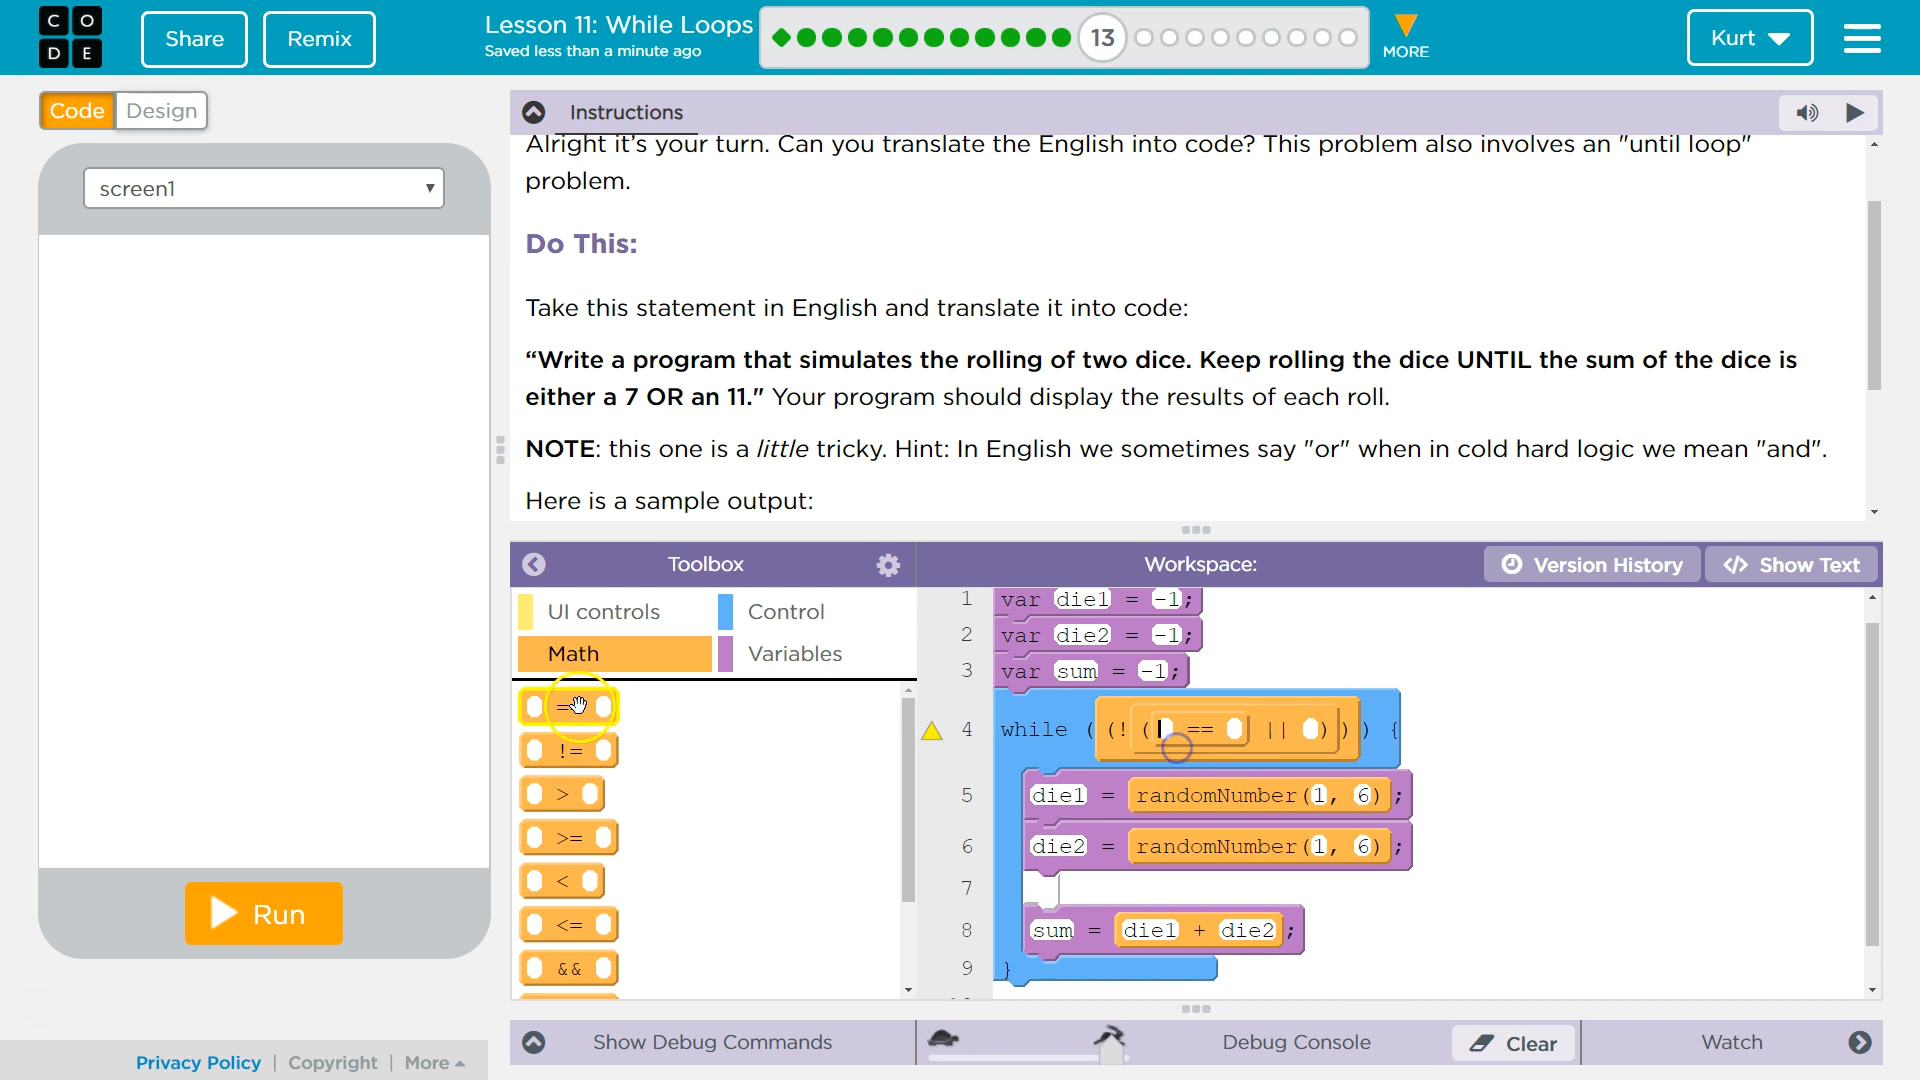 C O
D E
Share
Remix
Lesson 11: While Loops
Saved less than a minute ago
13
MORE
Kurt
Code
Design
Instructions
screen1
Alright it's your turn. Can you translate the English into code? This problem also involves an "until loop"
problem.
Do This:
Take this statement in English and translate it into code:
“Write a program that simulates the rolling of two dice. Keep rolling the dice UNTIL the sum of the dice is
either a 7 OR an 11." Your program should display the results of each roll.
NOTE: this one is a little tricky. Hint: In English we sometimes say "or" when in cold hard logic we mean "and".
Here is a sample output:
Toolbox
Workspace:
Version History
</> Show Text
UI controls
Control
Math
Variables
==
!=
>
>=
<
<=
&&
1 var die1 = -1;
2 var die2 = -1;
3 var sum = -1;
4 while ( (! ( == || ) ) ) {
5 die1 = randomNumber(1, 6);
6 die2 = randomNumber(1, 6);
7
8 sum = die1 + die2;
9 }
Run
Show Debug Commands
Debug Console
Clear
Watch
Privacy Policy | Copyright | More